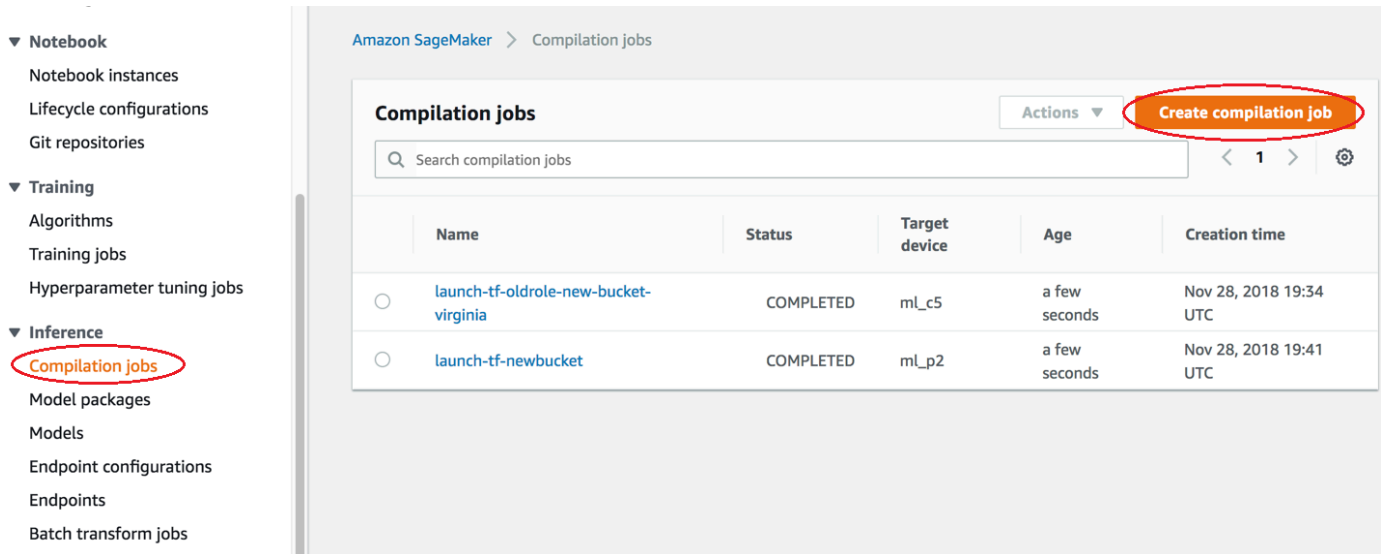 Notebook
Notebook instances
Lifecycle configurations
Git repositories
Training
Algorithms
Training jobs
Hyperparameter tuning jobs
Inference
Compilation jobs
Model packages
Models
Endpoint configurations
Endpoints
Batch transform jobs
Amazon SageMaker > Compilation jobs
Compilation jobs
Actions
Create compilation job
Search compilation jobs
< 1 >
Name
Status
Target
device
Age
Creation time
launch-tf-oldrole-new-bucket-
virginia
COMPLETED
ml_c5
a few
seconds
Nov 28, 2018 19:34
UTC
launch-tf-newbucket
COMPLETED
ml_p2
a few
seconds
Nov 28, 2018 19:41
UTC